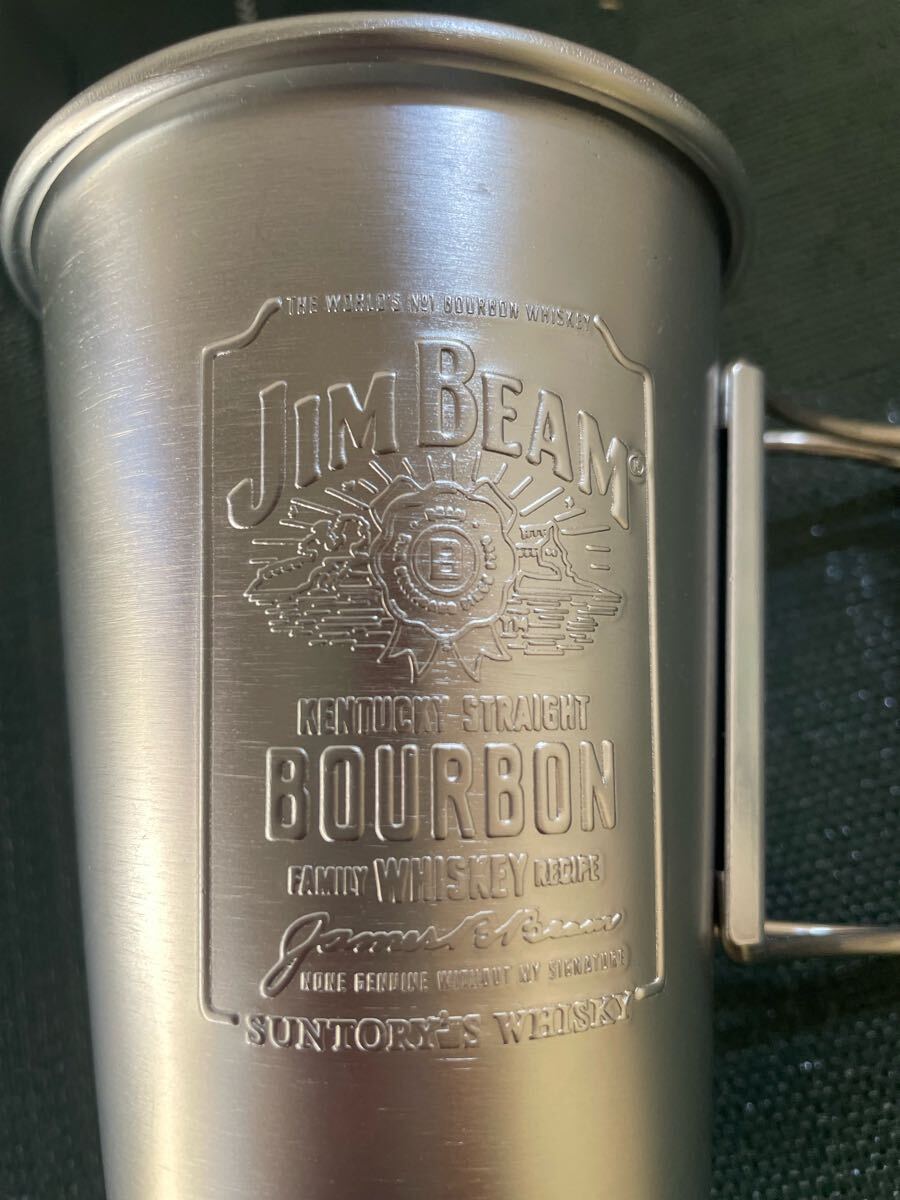 THE WORLD'S No1 BOURBON WHISKEY
JIM BEAM®
B
KENTUCKY STRAIGHT
BOURBON
FAMILY WHISKEY RECIPE
James B Beam
NONE GENUINE WITHOUT MY SIGNATURE
SUNTORY'S WHISKY